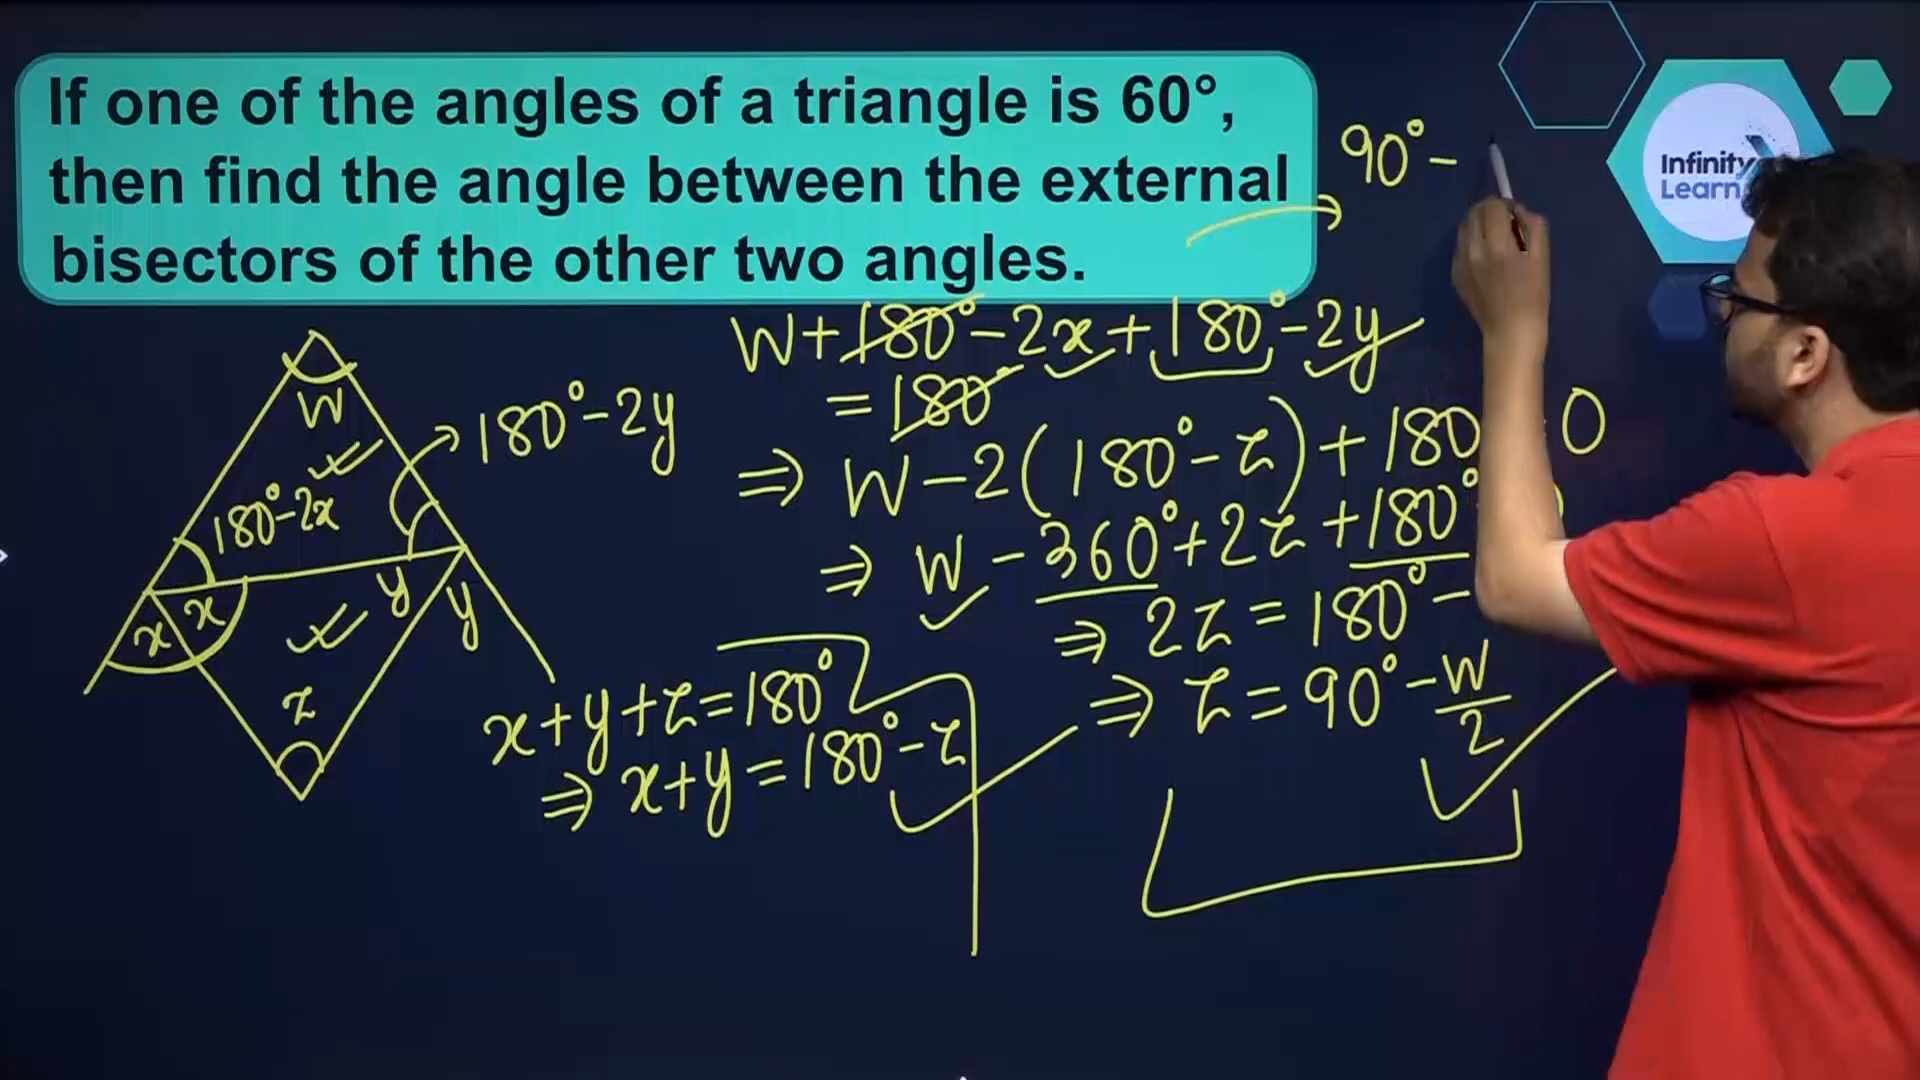 If one of the angles of a triangle is 60°,
then find the angle between the external
bisectors of the other two angles.
90° -
Infinity
Learn
W + 180° - 2x + 180° - 2y
= 180
⇒ W - 2(180° - z) + 180 0
⇒ W - 360° + 2z + 180°
⇒ 2z = 180° -
⇒ z = 90° - W/2
W
180° - 2y
180° - 2x
x x
y y
z
x + y + z = 180°
⇒ x + y = 180° - z